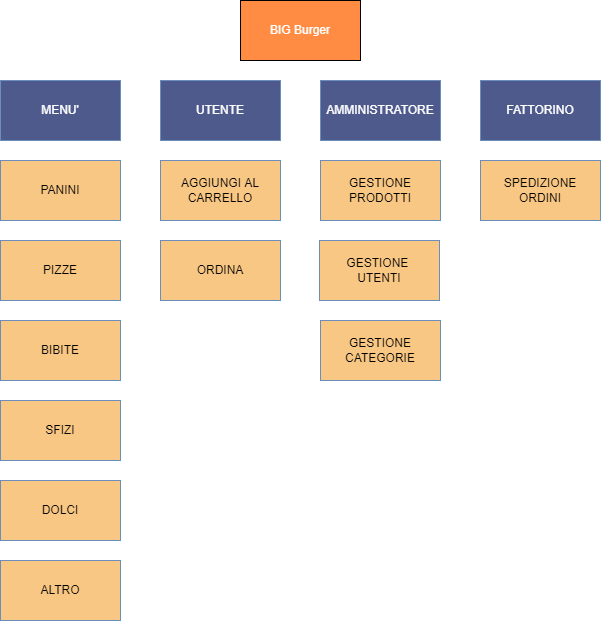 BIG Burger
MENU'
UTENTE
AMMINISTRATORE
FATTORINO
PANINI
AGGIUNGI AL
CARRELLO
GESTIONE
PRODOTTI
SPEDIZIONE
ORDINI
PIZZE
ORDINA
GESTIONE
UTENTI
BIBITE
GESTIONE
CATEGORIE
SFIZI
DOLCI
ALTRO